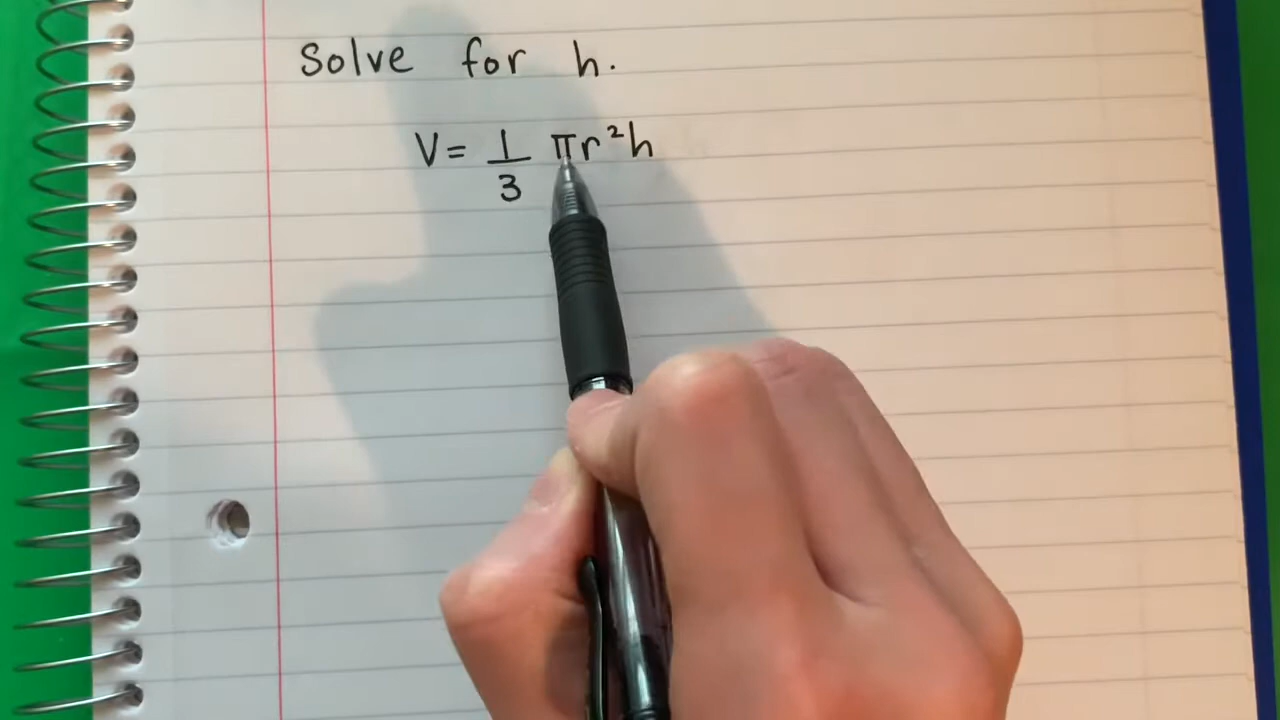 Solve for h.
V = 1/3 πr²h